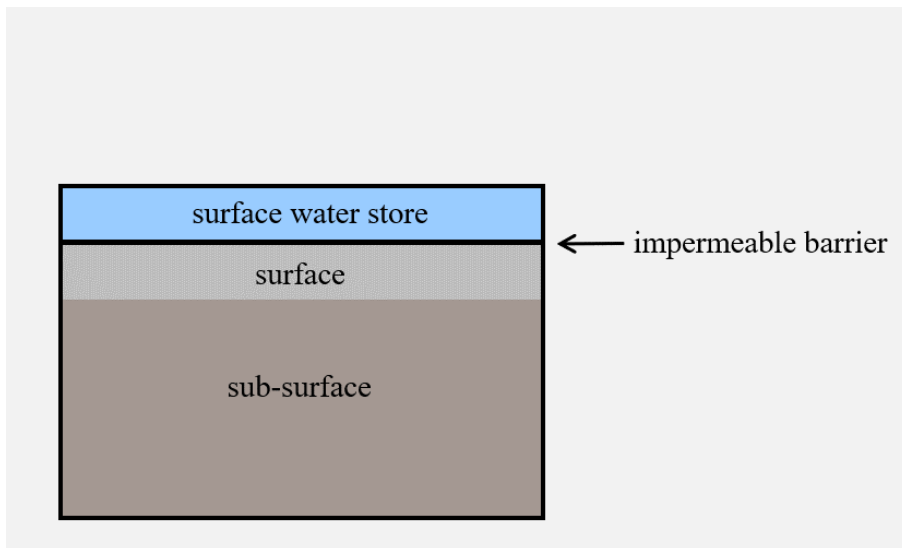 surface water store
impermeable barrier
surface
sub-surface